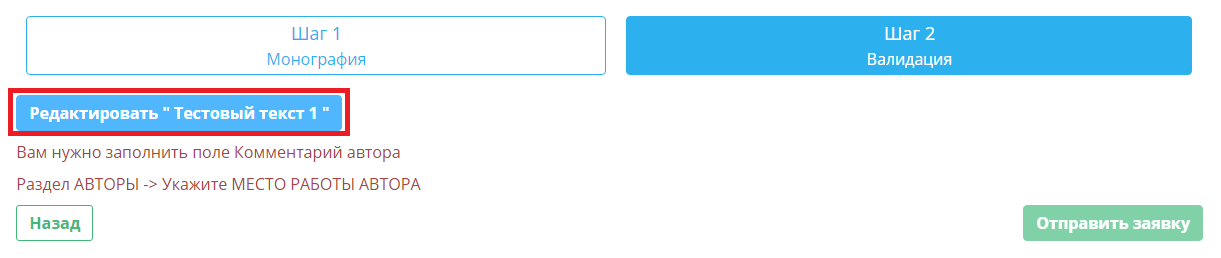 Шаг 1
Монография
Шаг 2
Валидация
Редактировать " Тестовый текст 1 "
Вам нужно заполнить поле Комментарий автора
Раздел АВТОРЫ -> Укажите МЕСТО РАБОТЫ АВТОРА
Назад
Отправить заявку